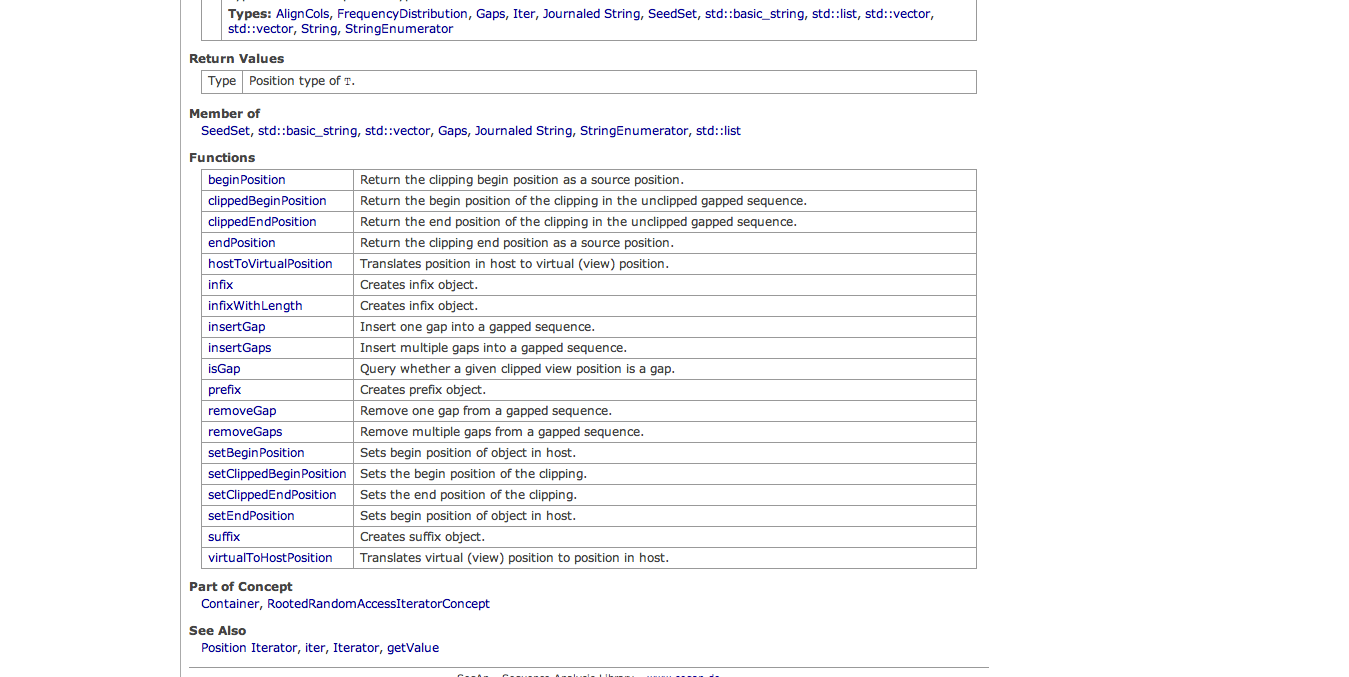 Types: AlignCols, FrequencyDistribution, Gaps, Iter, Journaled String, SeedSet, std::basic_string, std::list, std::vector,
std::vector, String, StringEnumerator
Return Values
Type Position type of T.
Member of
SeedSet, std::basic_string, std::vector, Gaps, Journaled String, StringEnumerator, std::list
Functions
beginPosition Return the clipping begin position as a source position.
clippedBeginPosition Return the begin position of the clipping in the unclipped gapped sequence.
clippedEndPosition Return the end position of the clipping in the unclipped gapped sequence.
endPosition Return the clipping end position as a source position.
hostToVirtualPosition Translates position in host to virtual (view) position.
infix Creates infix object.
infixWithLength Creates infix object.
insertGap Insert one gap into a gapped sequence.
insertGaps Insert multiple gaps into a gapped sequence.
isGap Query whether a given clipped view position is a gap.
prefix Creates prefix object.
removeGap Remove one gap from a gapped sequence.
removeGaps Remove multiple gaps from a gapped sequence.
setBeginPosition Sets begin position of object in host.
setClippedBeginPosition Sets the begin position of the clipping.
setClippedEndPosition Sets the end position of the clipping.
setEndPosition Sets begin position of object in host.
suffix Creates suffix object.
virtualToHostPosition Translates virtual (view) position to position in host.
Part of Concept
Container, RootedRandomAccessIteratorConcept
See Also
Position Iterator, iter, Iterator, getValue
SeqAn - Sequence Analysis Library - www.seqan.de